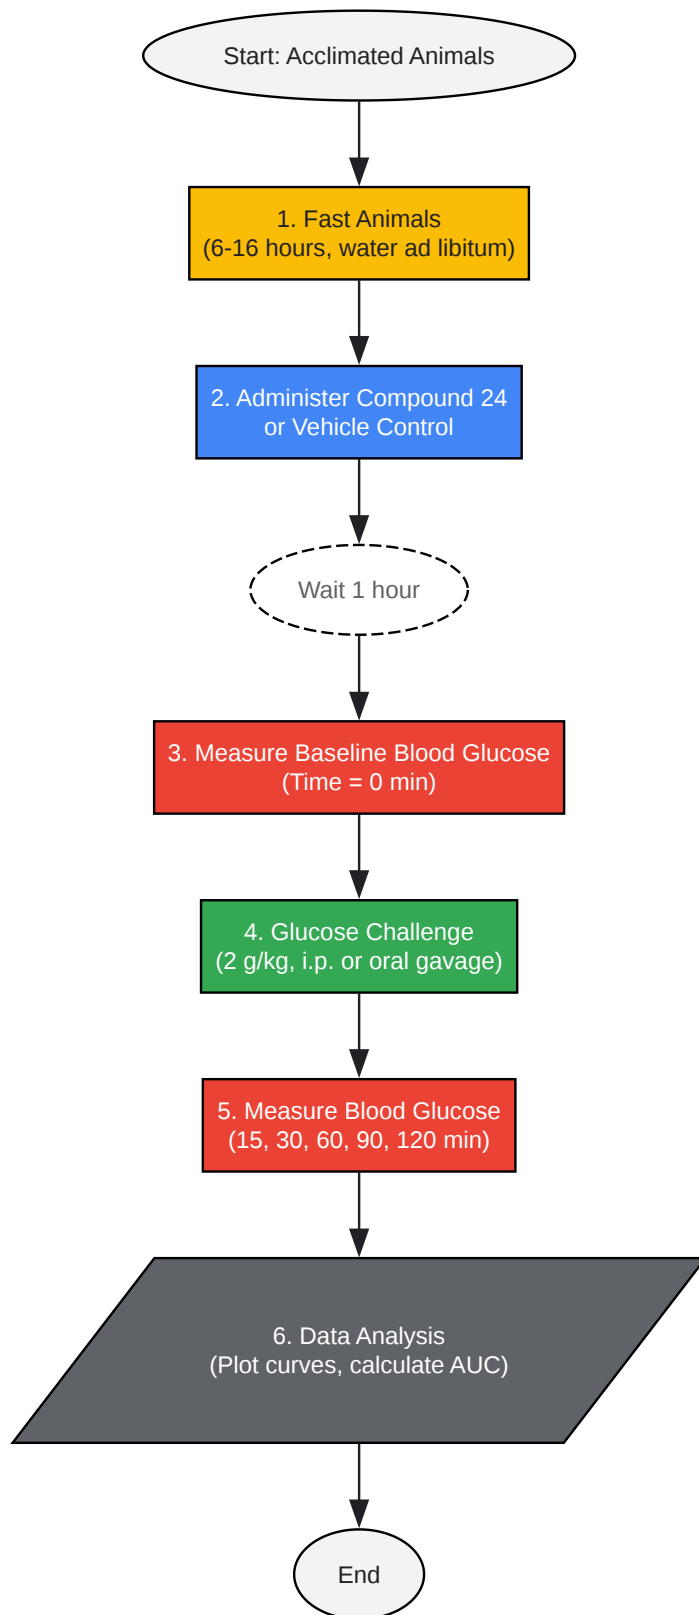 Start: Acclimated Animals
1. Fast Animals
(6-16 hours, water ad libitum)
2. Administer Compound 24
or Vehicle Control
Wait 1 hour
3. Measure Baseline Blood Glucose
(Time = 0 min)
4. Glucose Challenge
(2 g/kg, i.p. or oral gavage)
5. Measure Blood Glucose
(15, 30, 60, 90, 120 min)
6. Data Analysis
(Plot curves, calculate AUC)
End